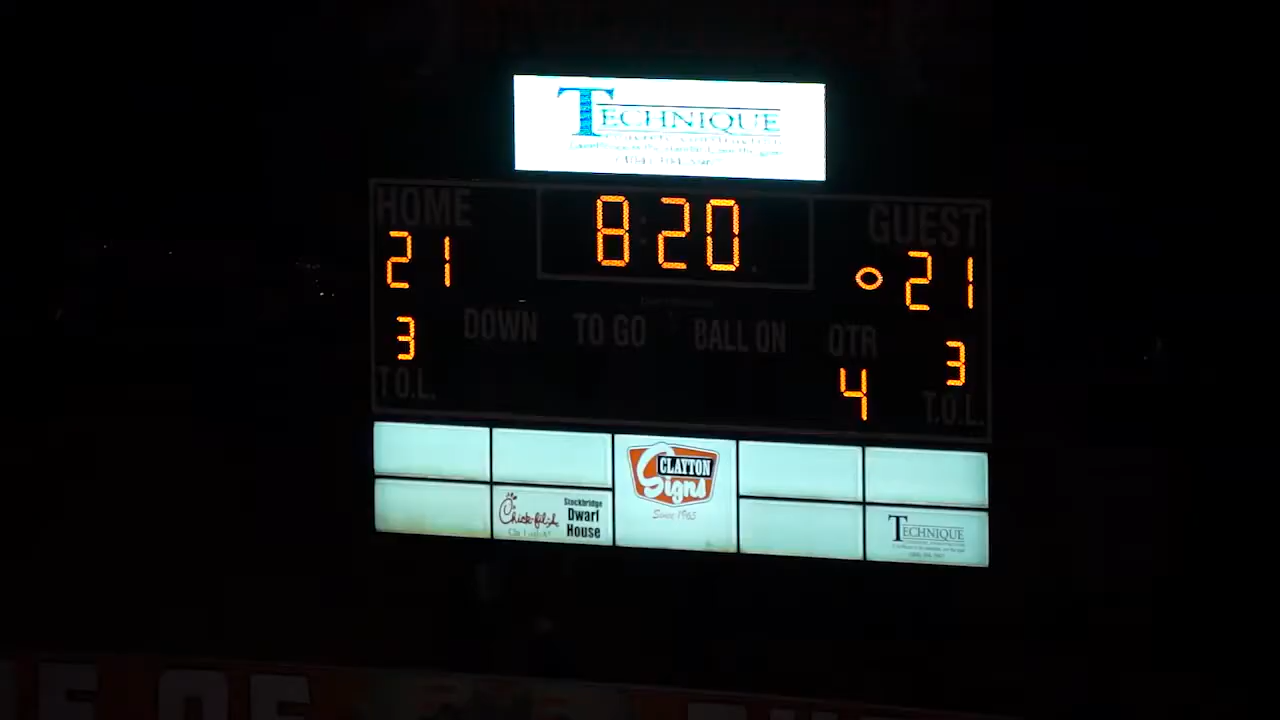 TECHNIQUE
HOME
8:20
GUEST
21
21
DOWN
TO GO
BALL ON
QTR
3
4
3
T.O.L.
T.O.L.
CLAYTON
Signs
Since 1965
Chick-fil-A
Stockbridge
Dwarf
House
TECHNIQUE